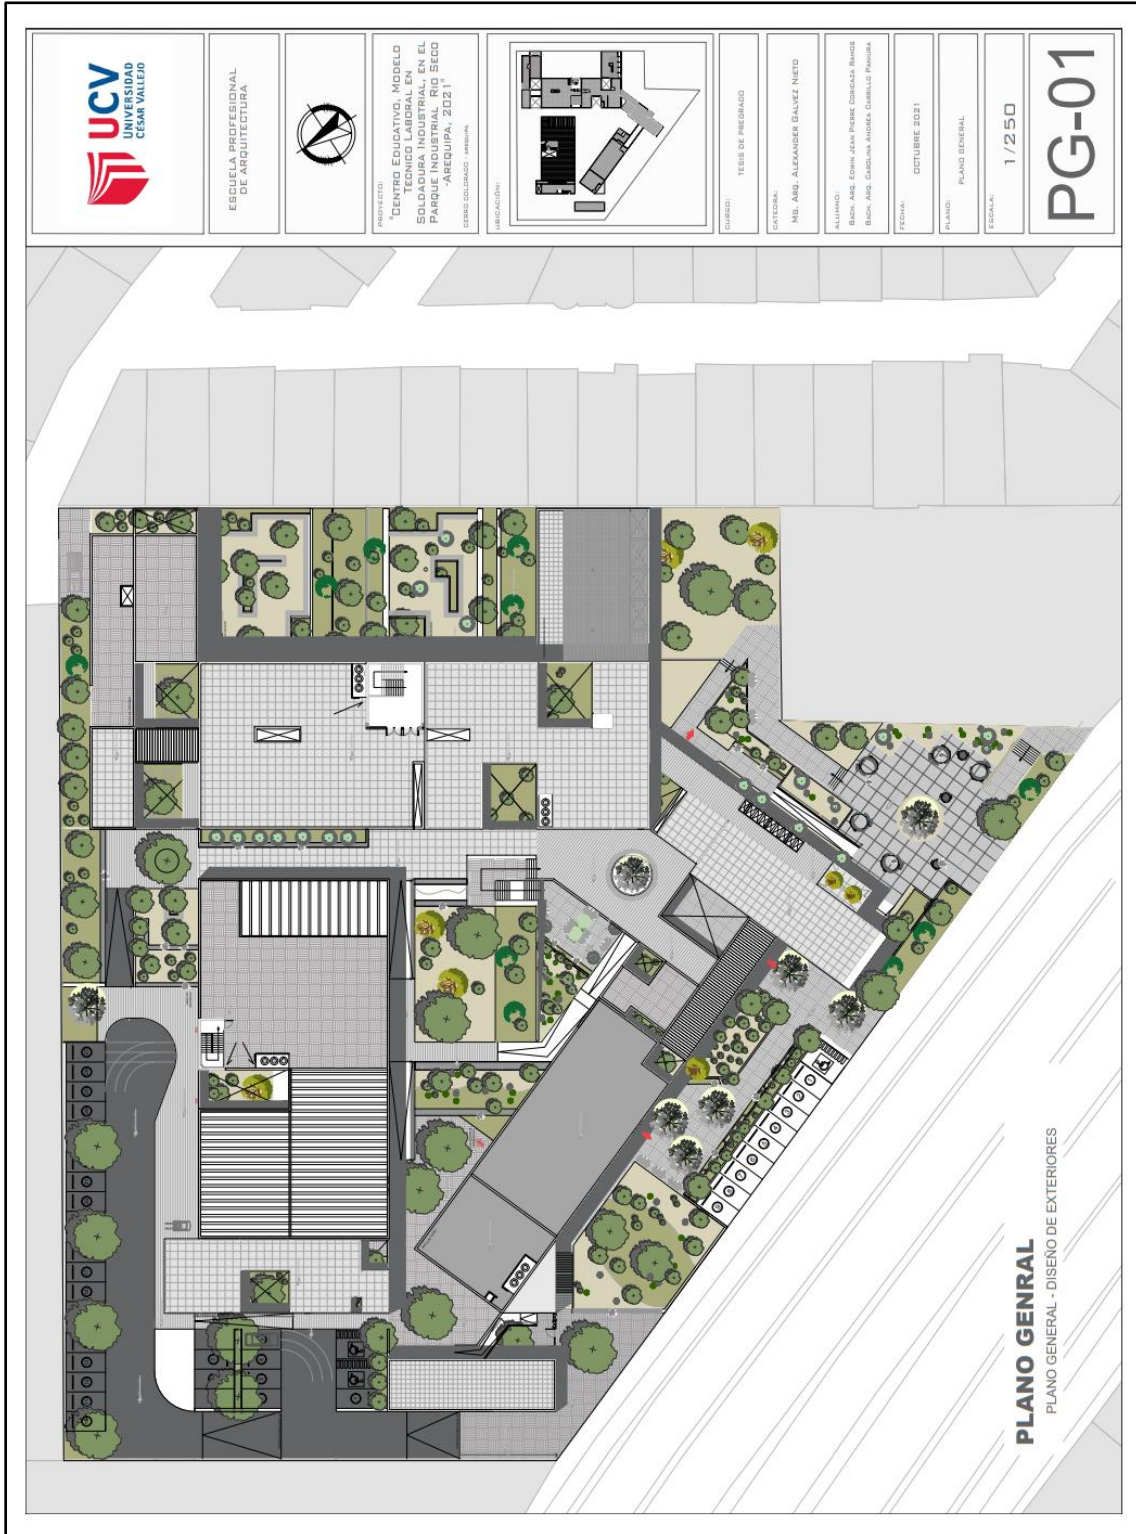 UCV
UNIVERSIDAD
CÉSAR VALLEJO
ESCUELA PROFESIONAL
DE ARQUITECTURA
PROYECTO:
"CENTRO EDUCATIVO, MODELO
TECNICO LABORAL EN
SOLDADURA INDUSTRIAL, EN EL
PARQUE INDUSTRIAL RIO SECO
-AREQUIPA, 2021"
CERRO COLORADO - AREQUIPA
UBICACIÓN:
CURSO:
TESIS DE PREGRADO
CATEDRA:
MG. ARQ. ALEXANDER GALVEZ NIETO
ALUMNO:
BACH. ARQ. EDWIN JEAN PIERRE CORICAZA RAMOS
BACH. ARQ. CAROLINA ANDREA CARRILLO PANIURA
FECHA:
OCTUBRE 2021
PLANO:
PLANO GENERAL
ESCALA:
1/250
PG-01
PLANO GENRAL
PLANO GENERAL - DISEÑO DE EXTERIORES